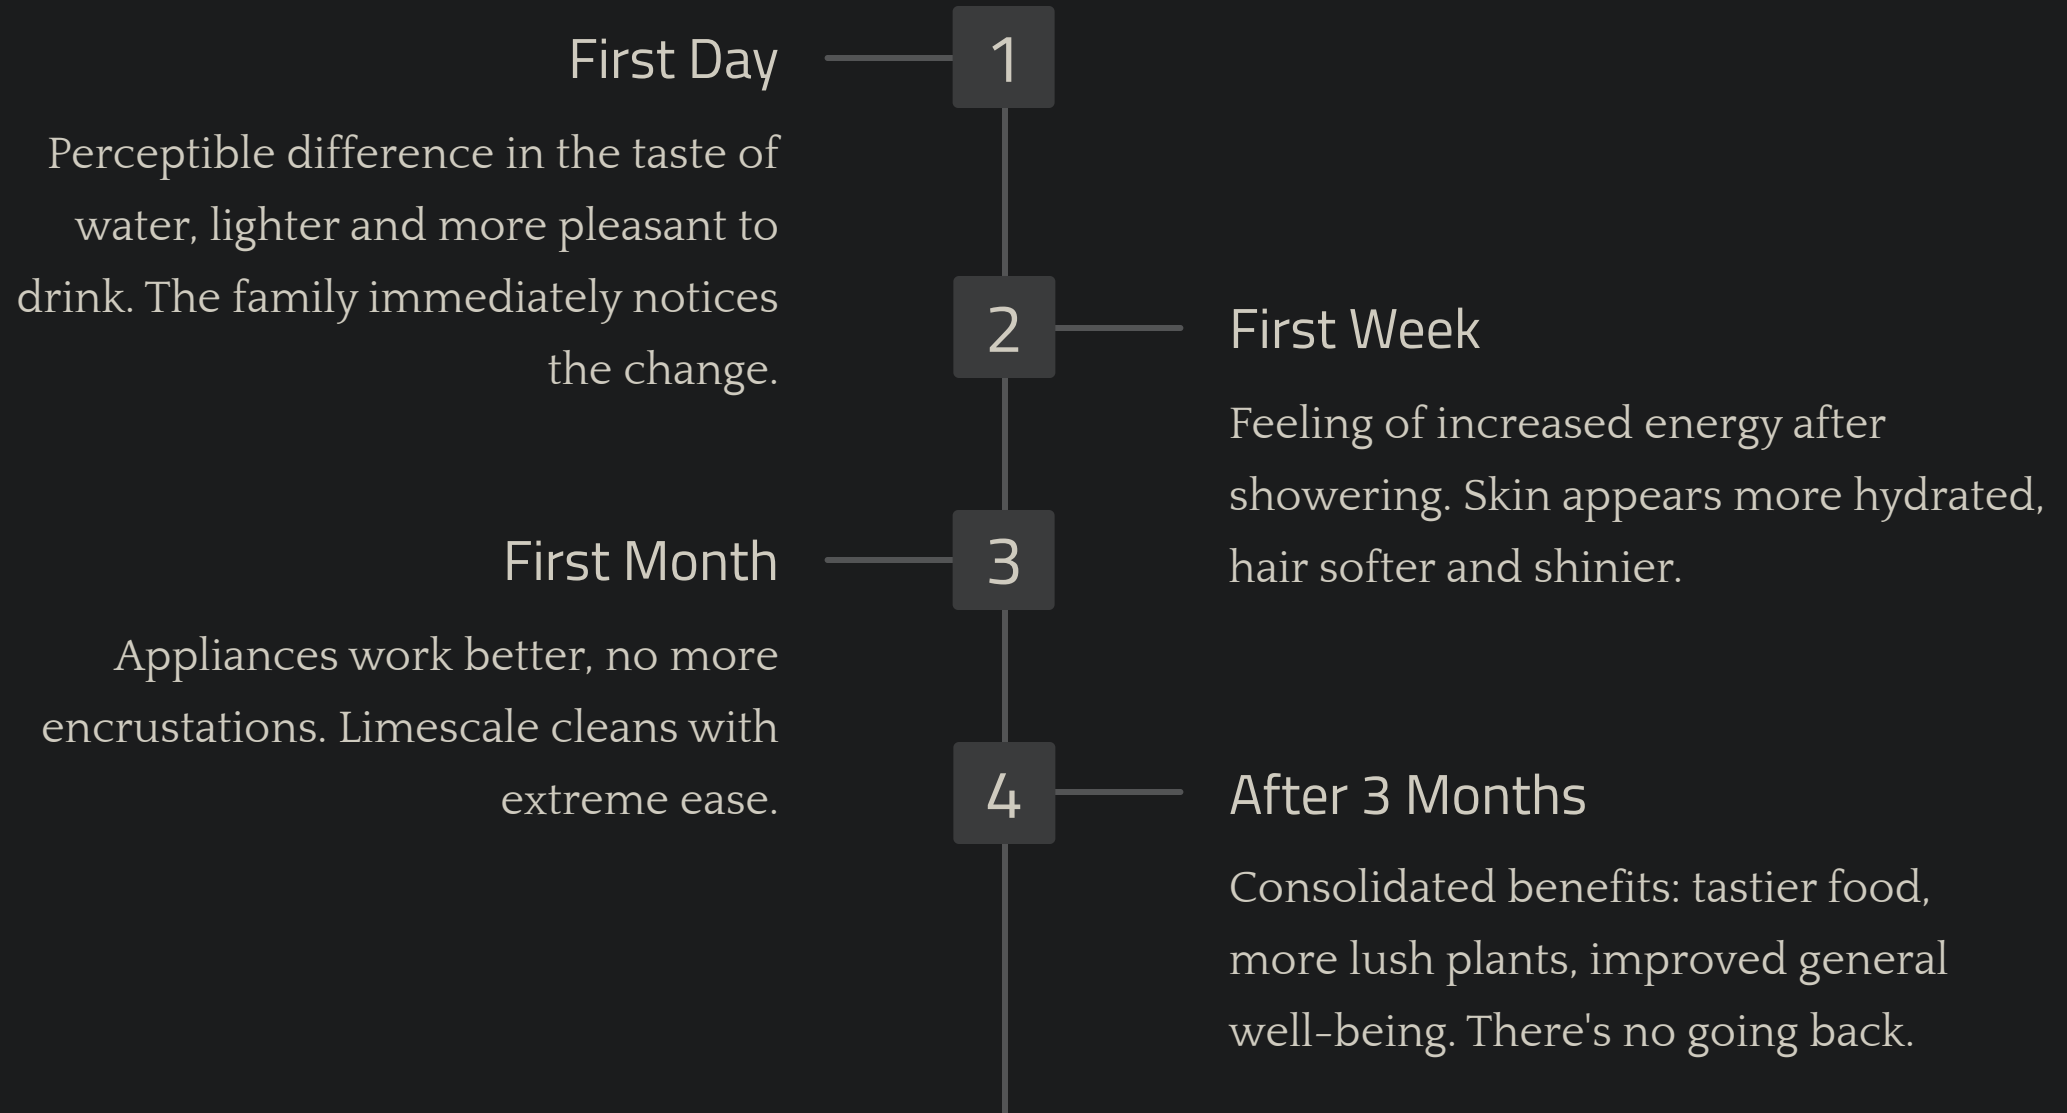 First Day
1
Perceptible difference in the taste of
water, lighter and more pleasant to
drink. The family immediately notices
the change.
2
First Week
Feeling of increased energy after
showering. Skin appears more hydrated,
hair softer and shinier.
First Month
3
Appliances work better, no more
encrustations. Limescale cleans with
extreme ease.
4
After 3 Months
Consolidated benefits: tastier food,
more lush plants, improved general
well-being. There's no going back.